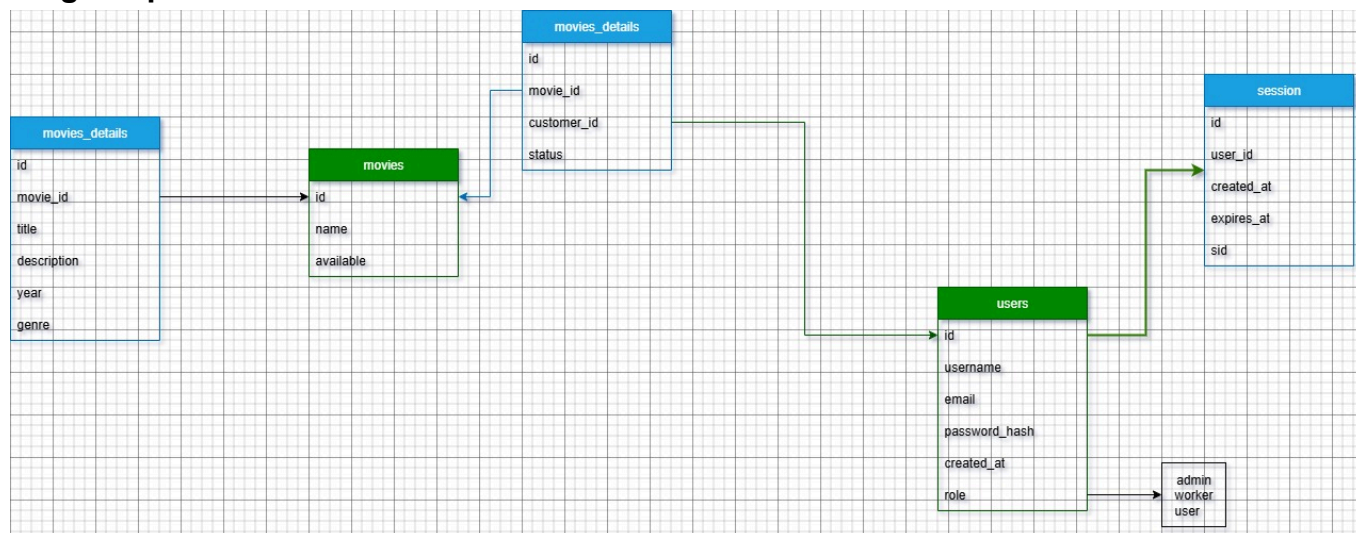 movies_details
id
movie_id
title
description
year
genre
movies
id
name
available
movies_details
id
movie_id
customer_id
status
users
id
username
email
password_hash
created_at
role
admin
worker
user
session
id
user_id
created_at
expires_at
sid